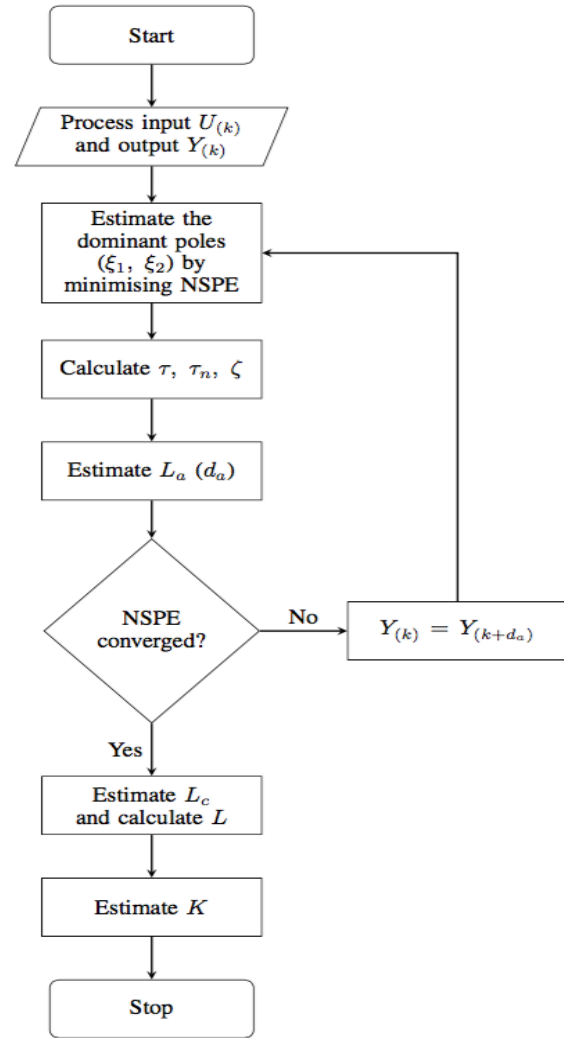 Start
Process input U(k)
and output Y(k)
Estimate the
dominant poles
(ξ1, ξ2) by
minimising NSPE
Calculate τ, τn, ζ
Estimate La (da)
NSPE
converged?
No
Y(k) = Y(k+da)
Yes
Estimate Lc
and calculate L
Estimate K
Stop